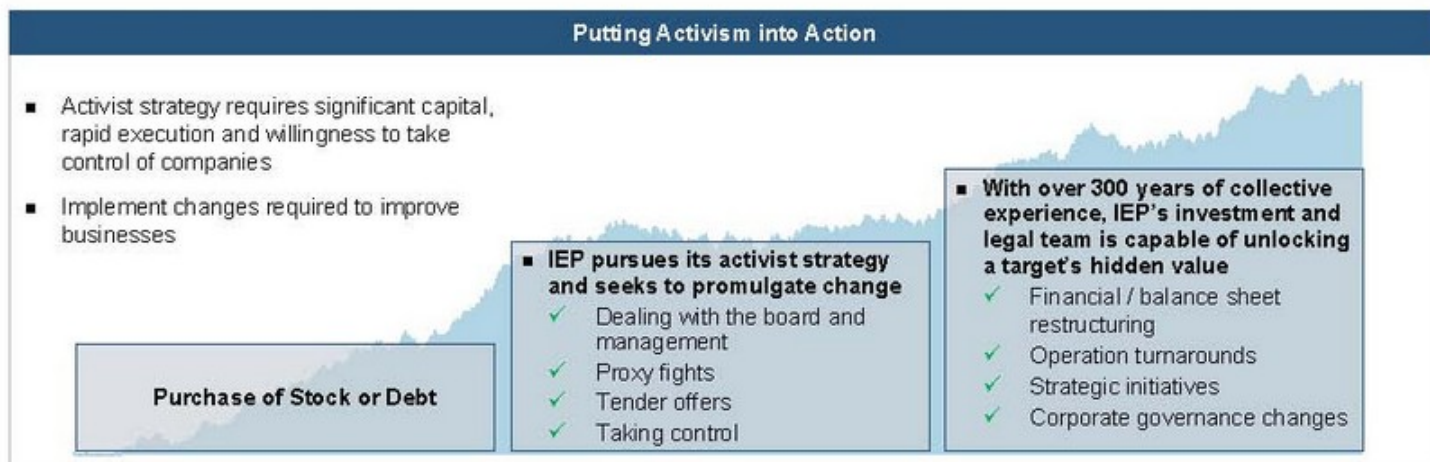 Putting Activism into Action
■ Activist strategy requires significant capital,
rapid execution and willingness to take
control of companies
■ Implement changes required to improve
businesses
Purchase of Stock or Debt
■ IEP pursues its activist strategy
and seeks to promulgate change
✓ Dealing with the board and
management
✓ Proxy fights
✓ Tender offers
✓ Taking control
■ With over 300 years of collective
experience, IEP's investment and
legal team is capable of unlocking
a target's hidden value
✓ Financial / balance sheet
restructuring
✓ Operation turnarounds
✓ Strategic initiatives
✓ Corporate governance changes